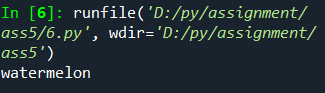 In [6]: runfile('D:/py/assignment/
ass5/6.py', wdir='D:/py/assignment/
ass5')
watermelon